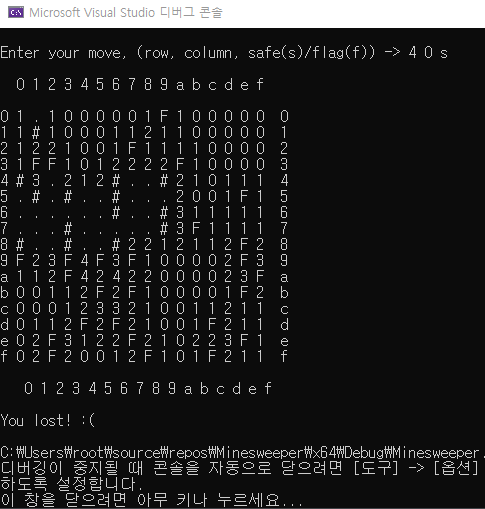 Microsoft Visual Studio 디버그 콘솔
Enter your move, (row, column, safe(s)/flag(f)) -> 4 0 s
0 1 2 3 4 5 6 7 8 9 a b c d e f
0 1 . 1 0 0 0 0 0 1 F 1 0 0 0 0 0 0
1 1 # 1 0 0 0 1 1 2 1 1 0 0 0 0 0 1
2 1 2 2 1 0 0 1 F 1 1 1 1 0 0 0 0 2
3 1 F F 1 0 1 2 2 2 2 F 1 0 0 0 0 3
4 # 3 . 2 1 2 # . . # 2 1 0 1 1 1 4
5 . # . # . . # . . . 2 0 0 1 F 1 5
6 . . . . . . # . . # 3 1 1 1 1 1 6
7 . . . # . . . . . # 3 F 1 1 1 1 7
8 # . . # . . # 2 2 1 2 1 1 2 F 2 8
9 F 2 3 F 4 F 3 F 1 0 0 0 0 2 F 3 9
a 1 1 2 F 4 2 4 2 2 0 0 0 0 2 3 F a
b 0 0 1 1 2 F 2 F 1 0 0 0 0 1 F 2 b
c 0 0 0 1 2 3 3 2 1 0 0 1 1 2 1 1 c
d 0 1 1 2 F 2 F 2 1 0 0 1 F 2 1 1 d
e 0 2 F 3 1 2 2 F 2 1 0 2 2 3 F 1 e
f 0 2 F 2 0 0 1 2 F 1 0 1 F 2 1 1 f
0 1 2 3 4 5 6 7 8 9 a b c d e f
You lost! :(
C:₩Users₩root₩source₩repos₩Minesweeper₩x64₩Debug₩Minesweeper.
디버깅이 중지될 때 콘솔을 자동으로 닫으려면 [도구] -> [옵션]
하도록 설정합니다.
이 창을 닫으려면 아무 키나 누르세요...